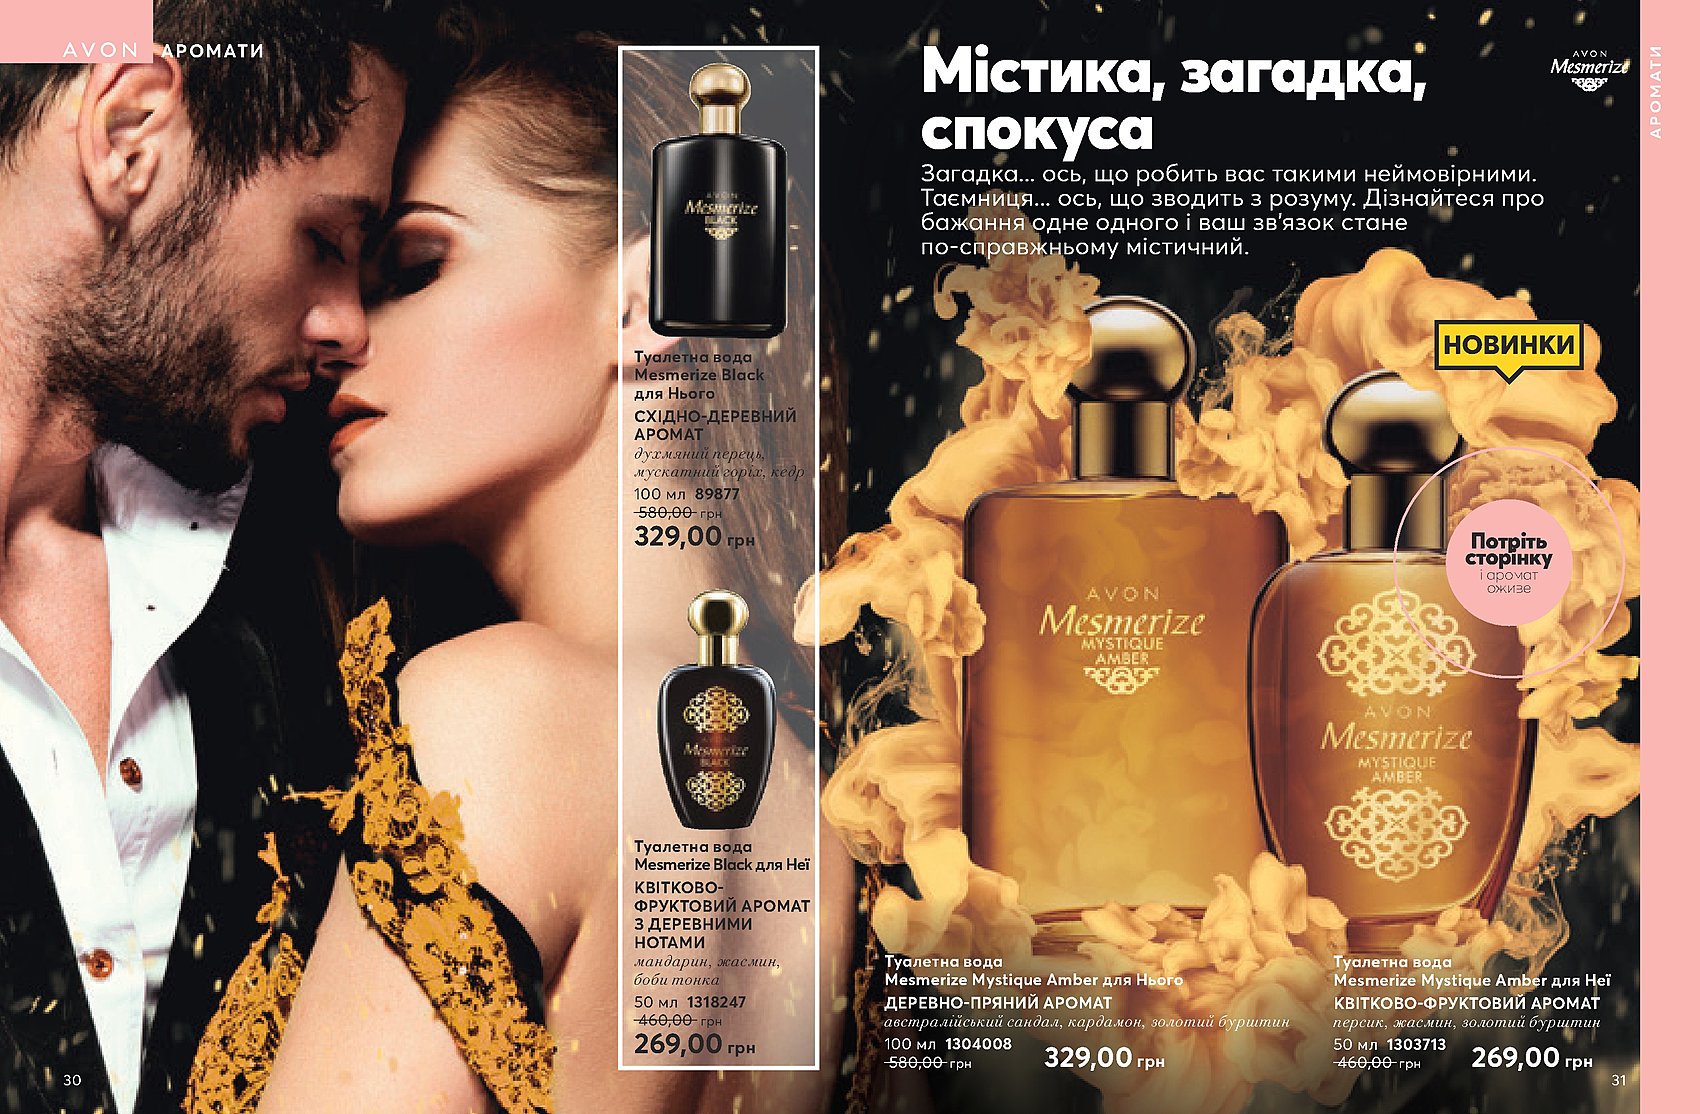 AVON АРОМАТИ
AVON
Mesmerize
BLACK
Туалетна вода
Mesmerize Black
для Нього
СХІДНО-ДЕРЕВНИЙ
АРОМАТ
духмяний перець,
мускатний горіх, кедр
100 мл 89877
580,00 грн
329,00 грн
AVON
Mesmerize
BLACK
Туалетна вода
Mesmerize Black для Неї
КВІТКОВО-
ФРУКТОВИЙ АРОМАТ
З ДЕРЕВНИМИ
НОТАМИ
мандарин, жасмин,
боби тонка
50 мл 1318247
460,00 грн
269,00 грн
30
Містика, загадка,
спокуса
Загадка... ось, що робить вас такими неймовірними.
Таємниця... ось, що зводить з розуму. Дізнайтеся про
бажання одне одного і ваш зв’язок стане
по-справжньому містичний.
AVON
Mesmerize
АРОМАТИ
НОВИНКИ
Потріть
сторінку
і аромат
оживе
AVON
Mesmerize
MYSTIQUE
AMBER
AVON
Mesmerize
MYSTIQUE
AMBER
Туалетна вода
Mesmerize Mystique Amber для Нього
ДЕРЕВНО-ПРЯНИЙ АРОМАТ
австралійський сандал, кардамон, золотий бурштин
100 мл 1304008
580,00 грн 329,00 грн
Туалетна вода
Mesmerize Mystique Amber для Неї
КВІТКОВО-ФРУКТОВИЙ АРОМАТ
персик, жасмин, золотий бурштин
50 мл 1303713
460,00 грн 269,00 грн
31